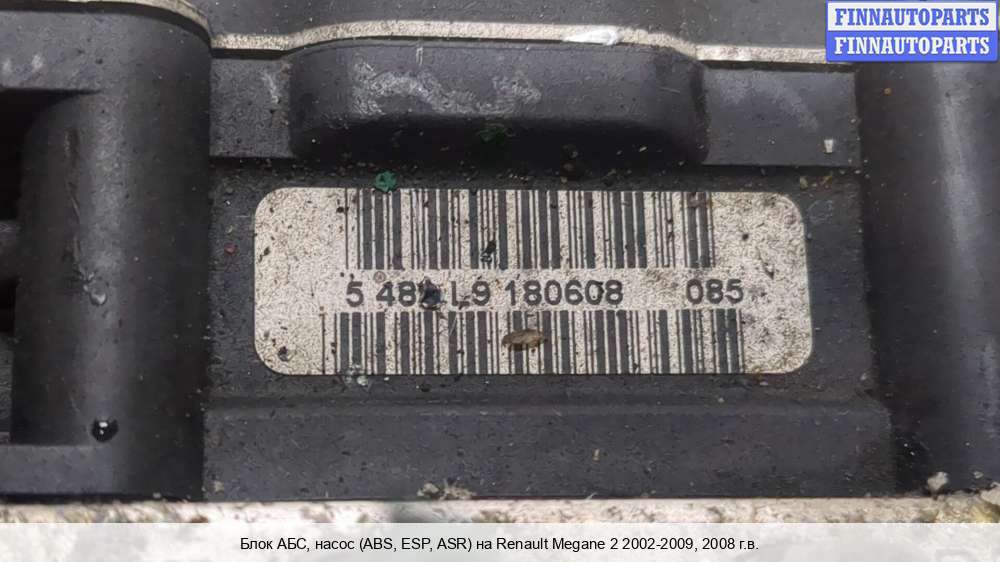 FINNAUTOPARTS
FINNAUTOPARTS
5 L9 180608 085
Блок АБС, насос (ABS, ESP, ASR) на Renault Megane 2 2002-2009, 2008 г.в.